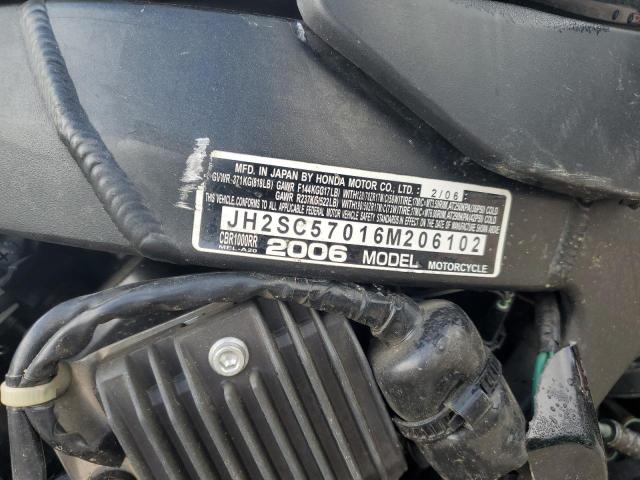 MFD. IN JAPAN BY HONDA MOTOR CO., LTD. 2/06
GVWR 371KG(818LB) GAWR F144KG(317LB)
GAWR R237KG(522LB)
THIS VEHICLE CONFORMS TO ALL APPLICABLE FEDERAL MOTOR VEHICLE SAFETY STANDARDS IN EFFECT ON THE DATE OF MANUFACTURE SHOWN ABOVE.
JH2SC57016M206102
CBR1000RR
MEL-A20 2006 MODEL MOTORCYCLE